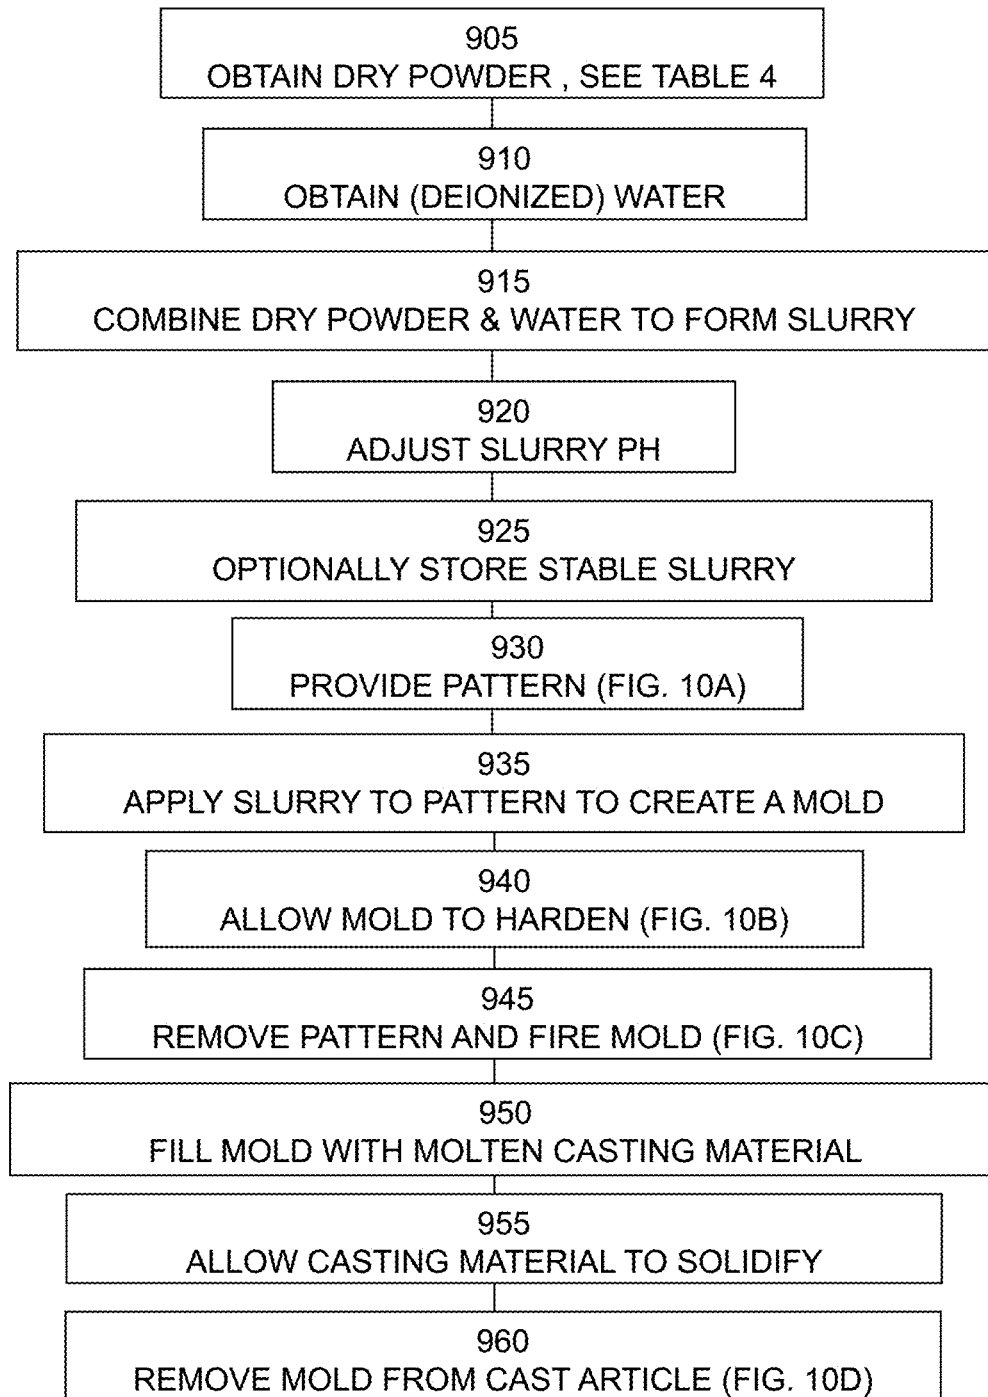 905
OBTAIN DRY POWDER , SEE TABLE 4
910
OBTAIN (DEIONIZED) WATER
915
COMBINE DRY POWDER & WATER TO FORM SLURRY
920
ADJUST SLURRY PH
925
OPTIONALLY STORE STABLE SLURRY
930
PROVIDE PATTERN (FIG. 10A)
935
APPLY SLURRY TO PATTERN TO CREATE A MOLD
940
ALLOW MOLD TO HARDEN (FIG. 10B)
945
REMOVE PATTERN AND FIRE MOLD (FIG. 10C)
950
FILL MOLD WITH MOLTEN CASTING MATERIAL
955
ALLOW CASTING MATERIAL TO SOLIDIFY
960
REMOVE MOLD FROM CAST ARTICLE (FIG. 10D)